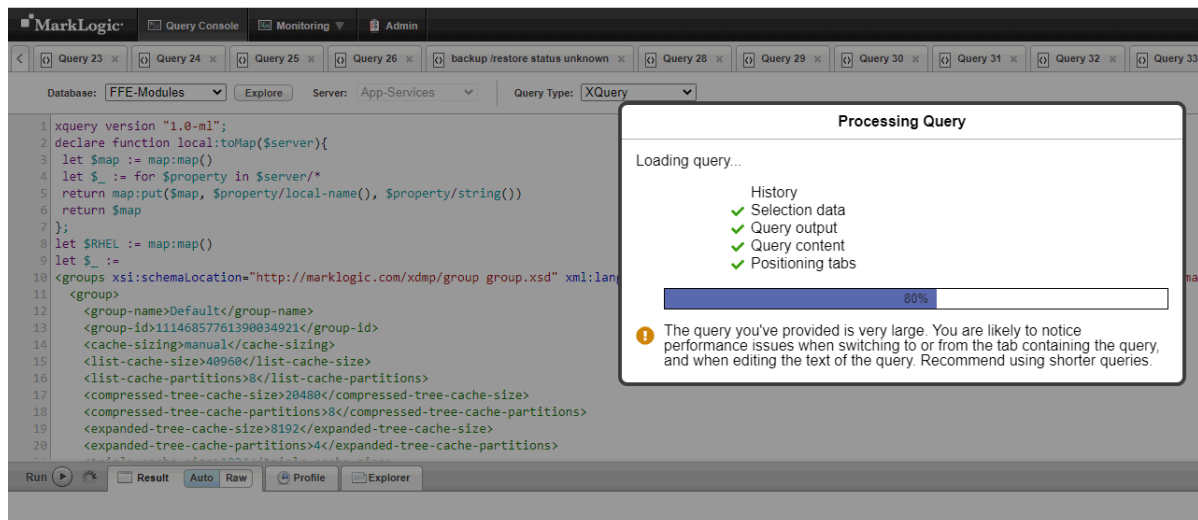 MarkLogic Query Console Monitoring Admin
Query 23 Query 24 Query 25 Query 26 backup /restore status unknown Query 28 Query 29 Query 30 Query 31 Query 32 Query 33
Database: FFE-Modules Explore Server: App-Services Query Type: XQuery
1 xquery version "1.0-ml";
2 declare function local:toMap($server){
3 let $map := map:map()
4 let $_ := for $property in $server/*
5 return map:put($map, $property/local-name(), $property/string())
6 return $map
7 };
8 let $RHEL := map:map()
9 let $_ :=
10 <groups xsi:schemaLocation="http://marklogic.com/xdmp/group group.xsd" xml:lang
11 <group>
12 <group-name>Default</group-name>
13 <group-id>11146857761390034921</group-id>
14 <cache-sizing>manual</cache-sizing>
15 <list-cache-size>40960</list-cache-size>
16 <list-cache-partitions>8</list-cache-partitions>
17 <compressed-tree-cache-size>20480</compressed-tree-cache-size>
18 <compressed-tree-cache-partitions>8</compressed-tree-cache-partitions>
19 <expanded-tree-cache-size>8192</expanded-tree-cache-size>
20 <expanded-tree-cache-partitions>4</expanded-tree-cache-partitions>
Processing Query
Loading query...
History
Selection data
Query output
Query content
Positioning tabs
80%
The query you've provided is very large. You are likely to notice
performance issues when switching to or from the tab containing the query,
and when editing the text of the query. Recommend using shorter queries.
Run Result Auto Raw Profile Explorer